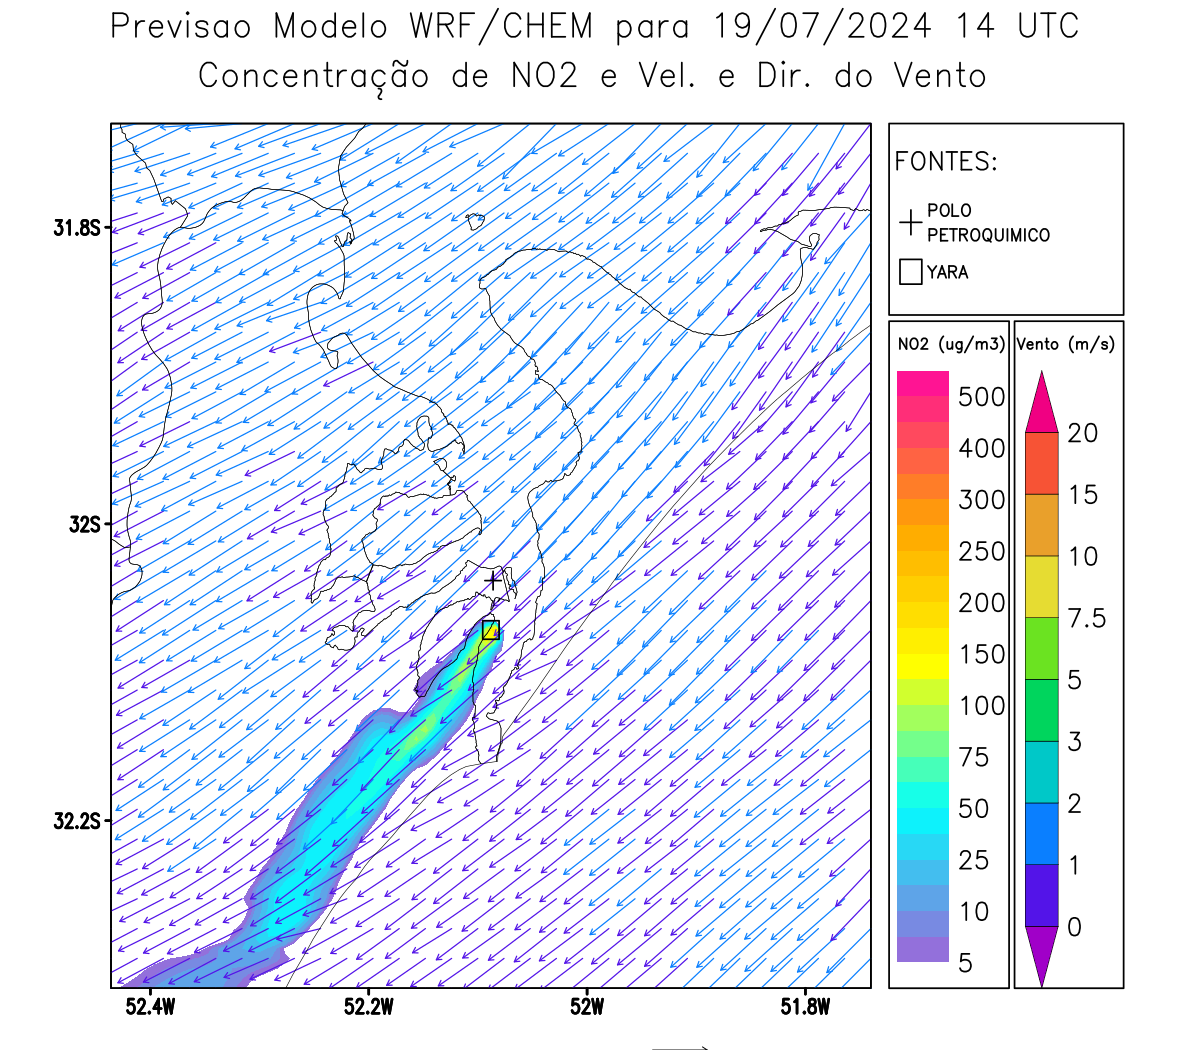 Previsao Modelo WRF/CHEM para 19/07/2024 14 UTC
Concentração de NO2 e Vel. e Dir. do Vento
FONTES:
POLO
PETROQUIMICO
YARA
NO2 (ug/m3)
500
400
300
250
200
150
100
75
50
25
10
5
Vento (m/s)
20
15
10
7.5
5
3
2
1
0
31.8S
32S
32.2S
52.4W
52.2W
52W
51.8W